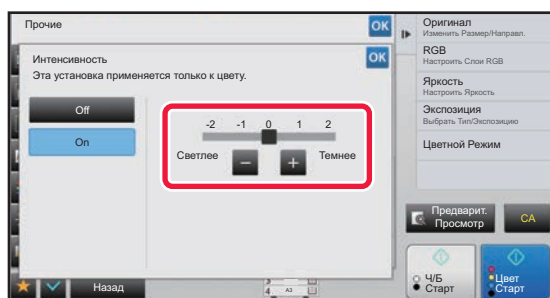 Прочие
OK
Интенсивность
OK
Эта установка применяется только к цвету.
Off
On
-2 -1 0 1 2
Светлее
Темнее
Назад
3
4 A3
Оригинал
Изменить Размер/Направл.
RGB
Настроить Слои RGB
Яркость
Настроить Яркость
Экспозиция
Выбрать Тип/Экспозицию
Цветной Режим
Предварит.
Просмотр
CA
Ч/Б
Старт
Цвет
Старт